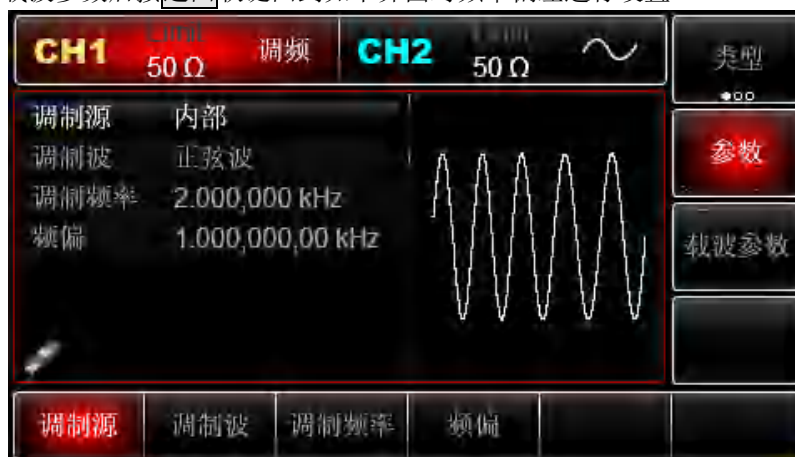 CH1 Limit 50 Ω 调频 CH2 Limit 50 Ω
类型
调制源 内部
调制波 正弦波
调制频率 2.000,000 kHz
频偏 1.000,000,00 kHz
参数
载波参数
调制源 调制波 调制频率 频偏